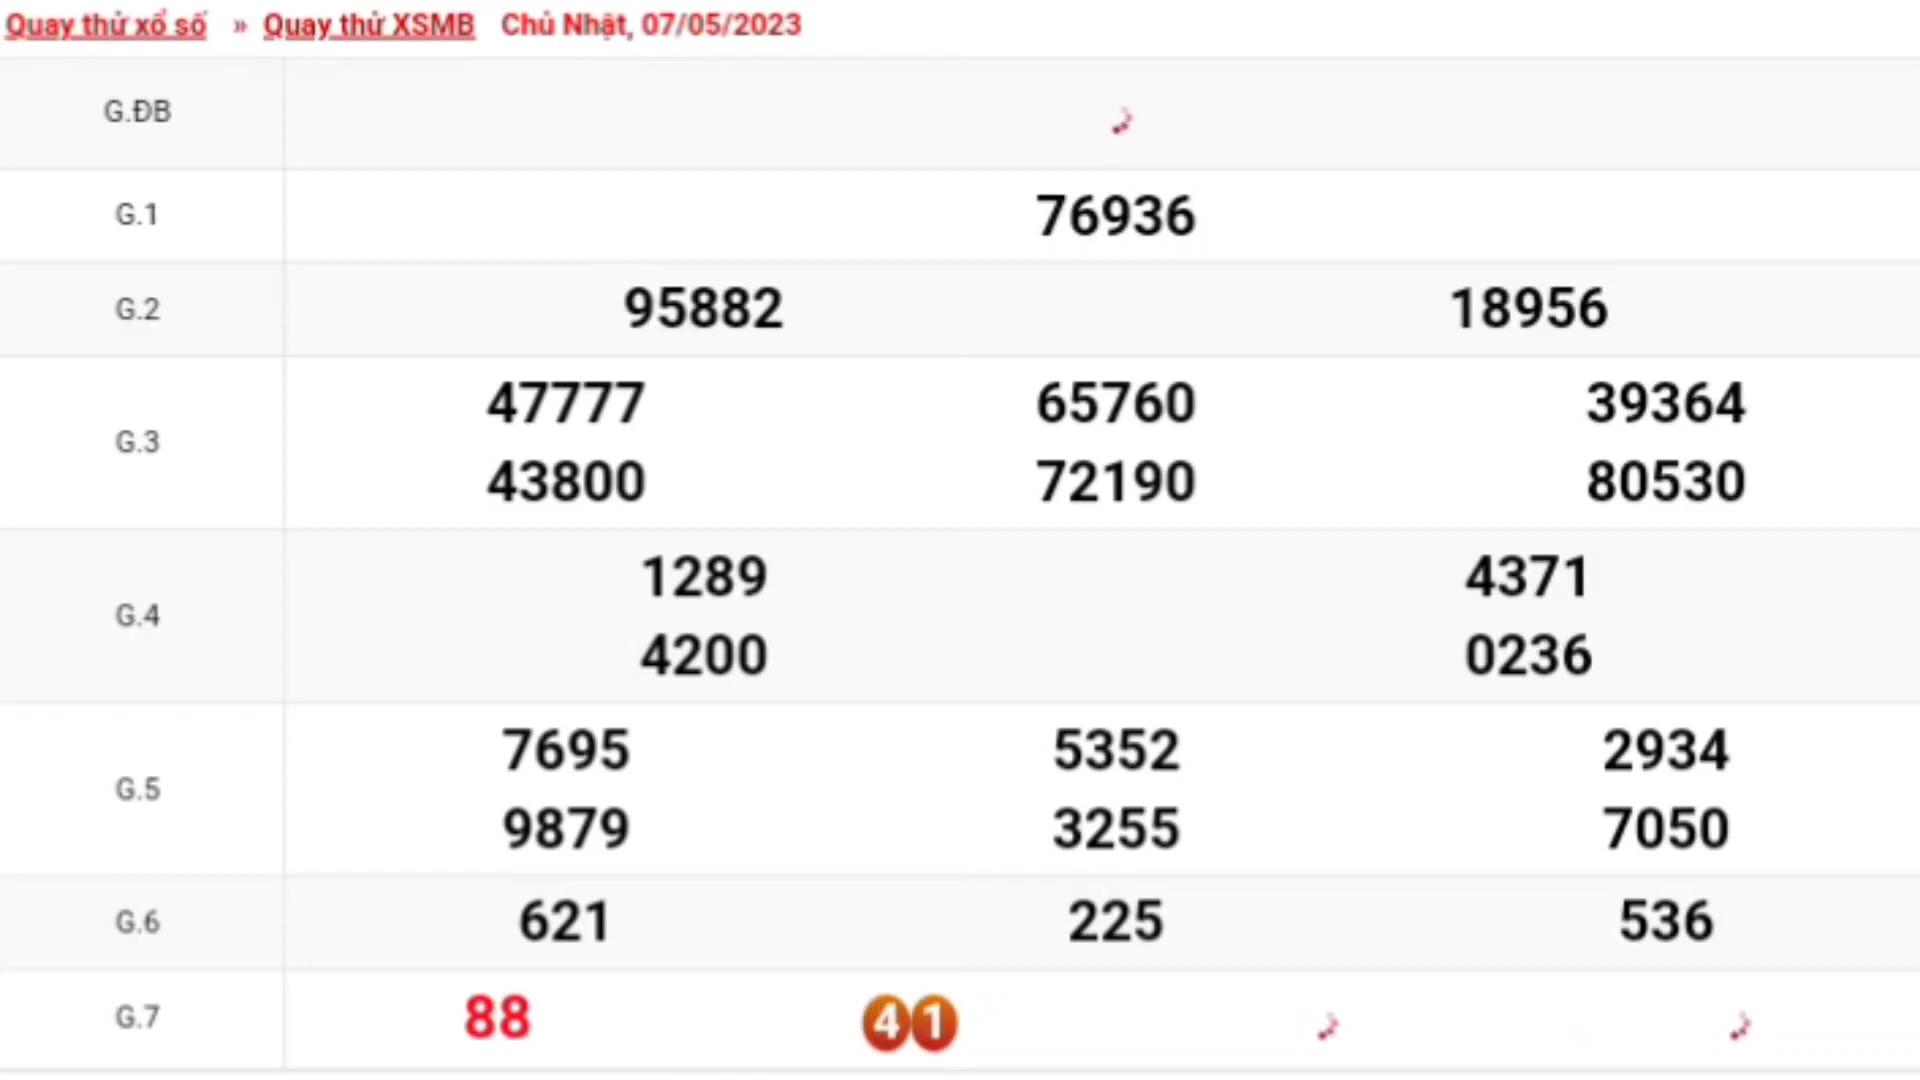 Quay thử xổ số » Quay thử XSMB Chủ Nhật, 07/05/2023
G.ĐB
G.1 76936
G.2 95882 18956
G.3 47777 65760 39364
43800 72190 80530
G.4 1289 4371
4200 0236
G.5 7695 5352 2934
9879 3255 7050
G.6 621 225 536
G.7 88 41